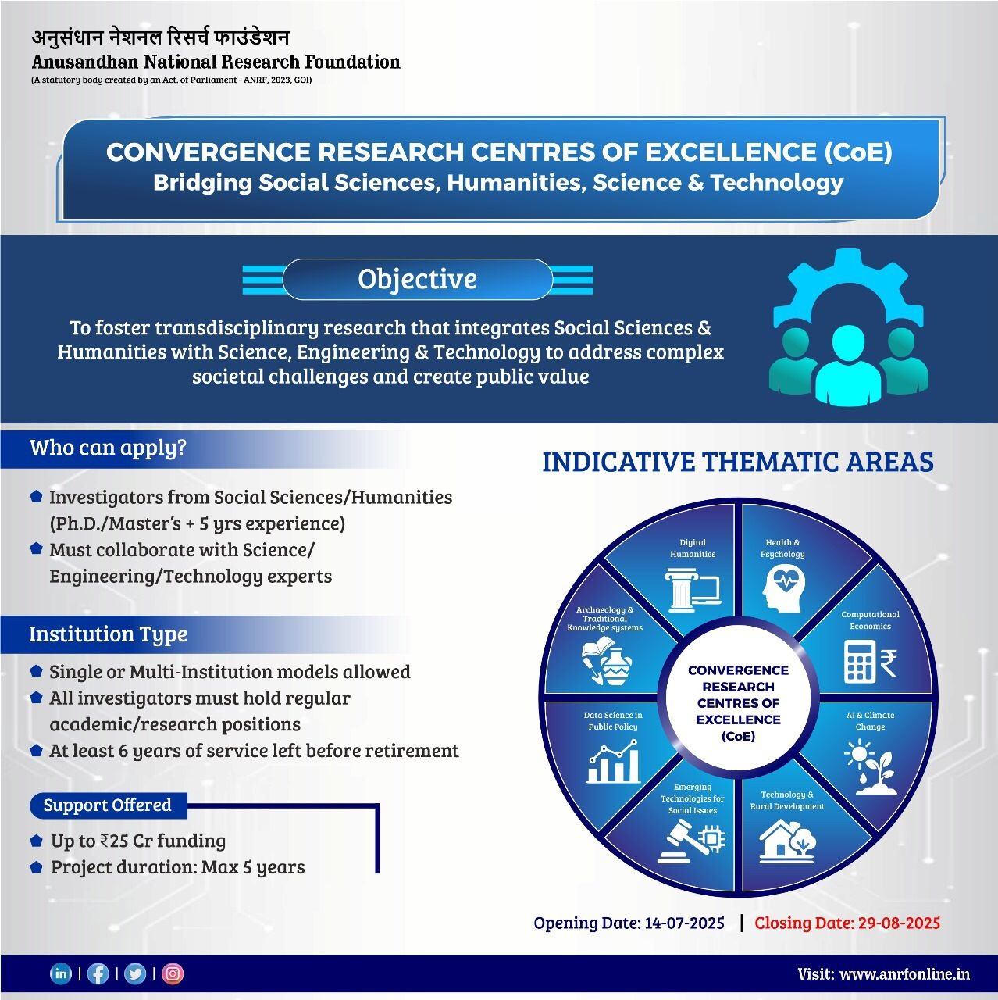 अनुसंधान नेशनल रिसर्च फाउंडेशन
Anusandhan National Research Foundation
(A statutory body created by an Act. of Parliament - ANRF, 2023, GOI)
CONVERGENCE RESEARCH CENTRES OF EXCELLENCE (CoE)
Bridging Social Sciences, Humanities, Science & Technology
Objective
To foster transdisciplinary research that integrates Social Sciences &
Humanities with Science, Engineering & Technology to address complex
societal challenges and create public value
Who can apply?
Investigators from Social Sciences/Humanities
(Ph.D./Master's + 5 yrs experience)
Must collaborate with Science/
Engineering/Technology experts
Institution Type
Single or Multi-Institution models allowed
All investigators must hold regular
academic/research positions
At least 6 years of service left before retirement
Support Offered
Up to ₹25 Cr funding
Project duration: Max 5 years
INDICATIVE THEMATIC AREAS
Digital
Humanities
Health &
Psychology
Computational
Economics
₹
AI & Climate
Change
Technology &
Rural Development
Emerging
Technologies for
Social Issues
Data Science in
Public Policy
Archaeology &
Traditional
Knowledge systems
CONVERGENCE
RESEARCH
CENTRES OF
EXCELLENCE
(CoE)
Opening Date: 14-07-2025 | Closing Date: 29-08-2025
in | f | | 
Visit: www.anrfonline.in